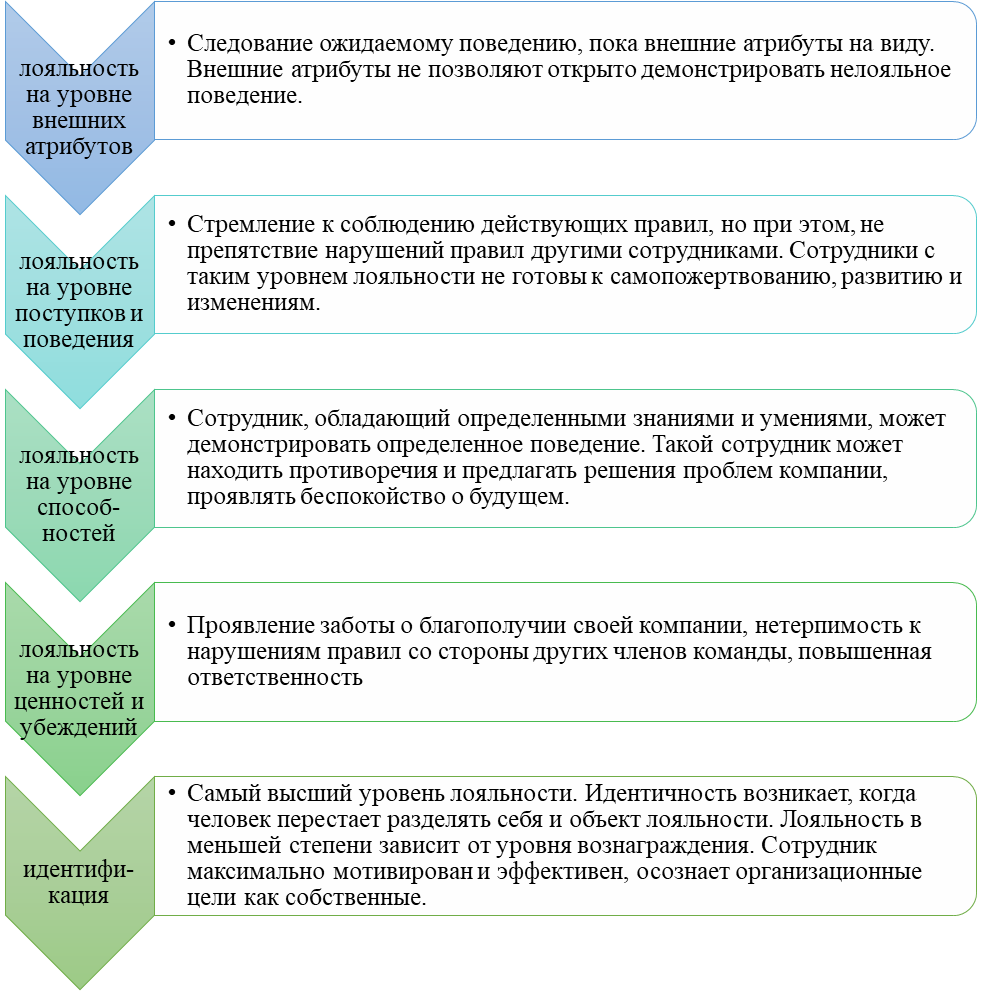 лояльность
на уровне
внешних
атрибутов
• Следование ожидаемому поведению, пока внешние атрибуты на виду.
Внешние атрибуты не позволяют открыто демонстрировать нелояльное
поведение.
лояльность
на уровне
поступков и
поведения
• Стремление к соблюдению действующих правил, но при этом, не
препятствие нарушений правил другими сотрудниками. Сотрудники с
таким уровнем лояльности не готовы к самопожертвованию, развитию и
изменениям.
лояльность
на уровне
способ-
ностей
• Сотрудник, обладающий определенными знаниями и умениями, может
демонстрировать определенное поведение. Такой сотрудник может
находить противоречия и предлагать решения проблем компании,
проявлять беспокойство о будущем.
лояльность
на уровне
ценностей и
убеждений
• Проявление заботы о благополучии своей компании, нетерпимость к
нарушениям правил со стороны других членов команды, повышенная
ответственность
идентифи-
кация
• Самый высший уровень лояльности. Идентичность возникает, когда
человек перестает разделять себя и объект лояльности. Лояльность в
меньшей степени зависит от уровня вознаграждения. Сотрудник
максимально мотивирован и эффективен, осознает организационные
цели как собственные.